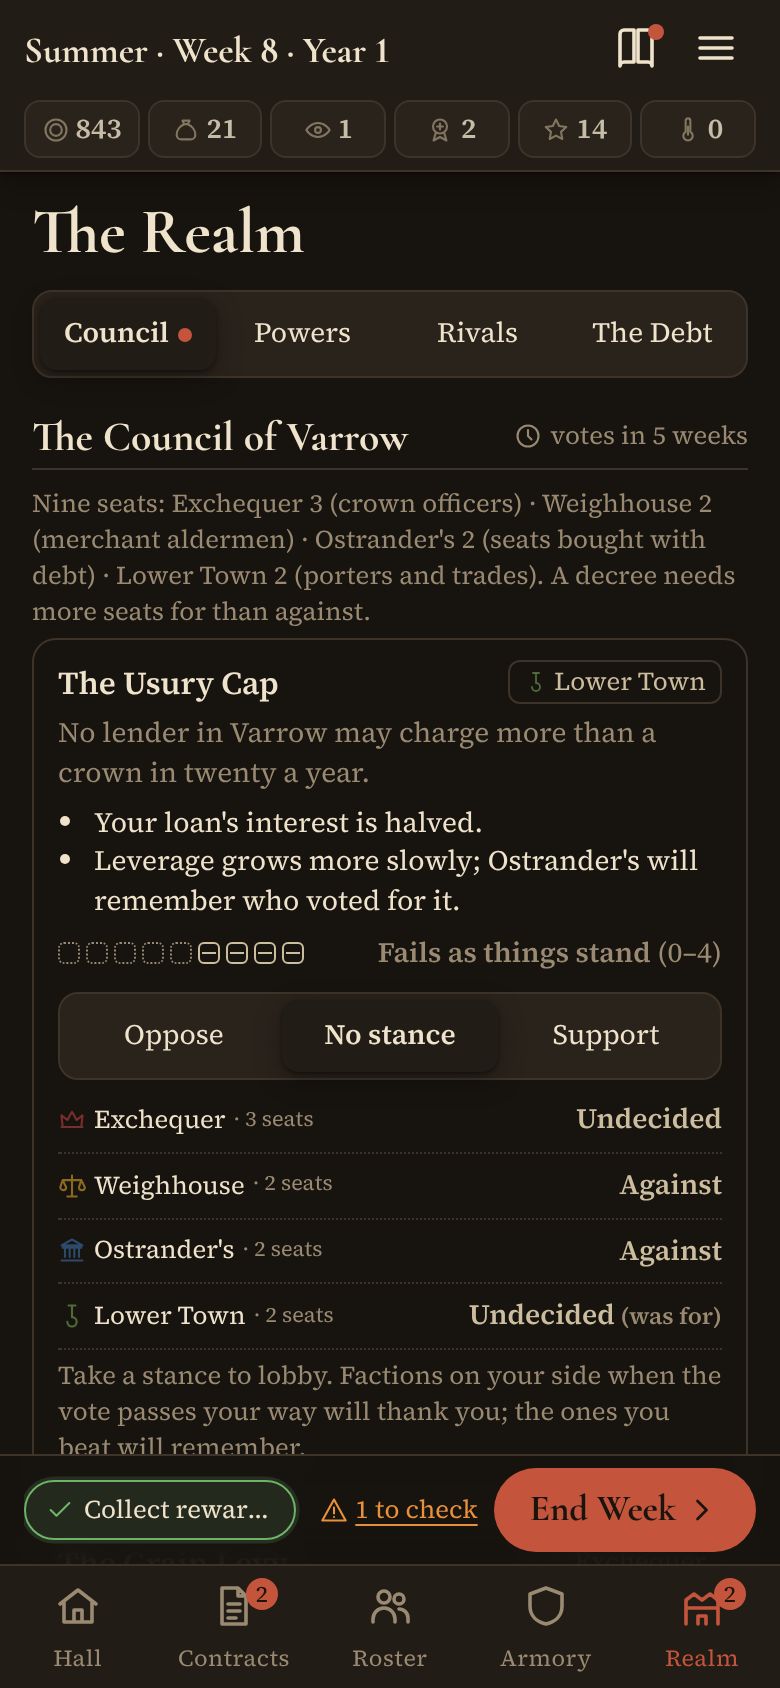 Summer · Week 8 · Year 1
843 21 1 2 14 0
The Realm
Council Powers Rivals The Debt
The Council of Varrow votes in 5 weeks
Nine seats: Exchequer 3 (crown officers) · Weighhouse 2
(merchant aldermen) · Ostrander's 2 (seats bought with
debt) · Lower Town 2 (porters and trades). A decree needs
more seats for than against.
The Usury Cap Lower Town
No lender in Varrow may charge more than a
crown in twenty a year.
• Your loan's interest is halved.
• Leverage grows more slowly; Ostrander's will
remember who voted for it.
Fails as things stand (0–4)
Oppose No stance Support
Exchequer · 3 seats Undecided
Weighhouse · 2 seats Against
Ostrander's · 2 seats Against
Lower Town · 2 seats Undecided (was for)
Take a stance to lobby. Factions on your side when the
vote passes your way will thank you; the ones you
beat will remember.
Collect rewar... 1 to check End Week
The Grain Levy Exchequer
2 2
Hall Contracts Roster Armory Realm